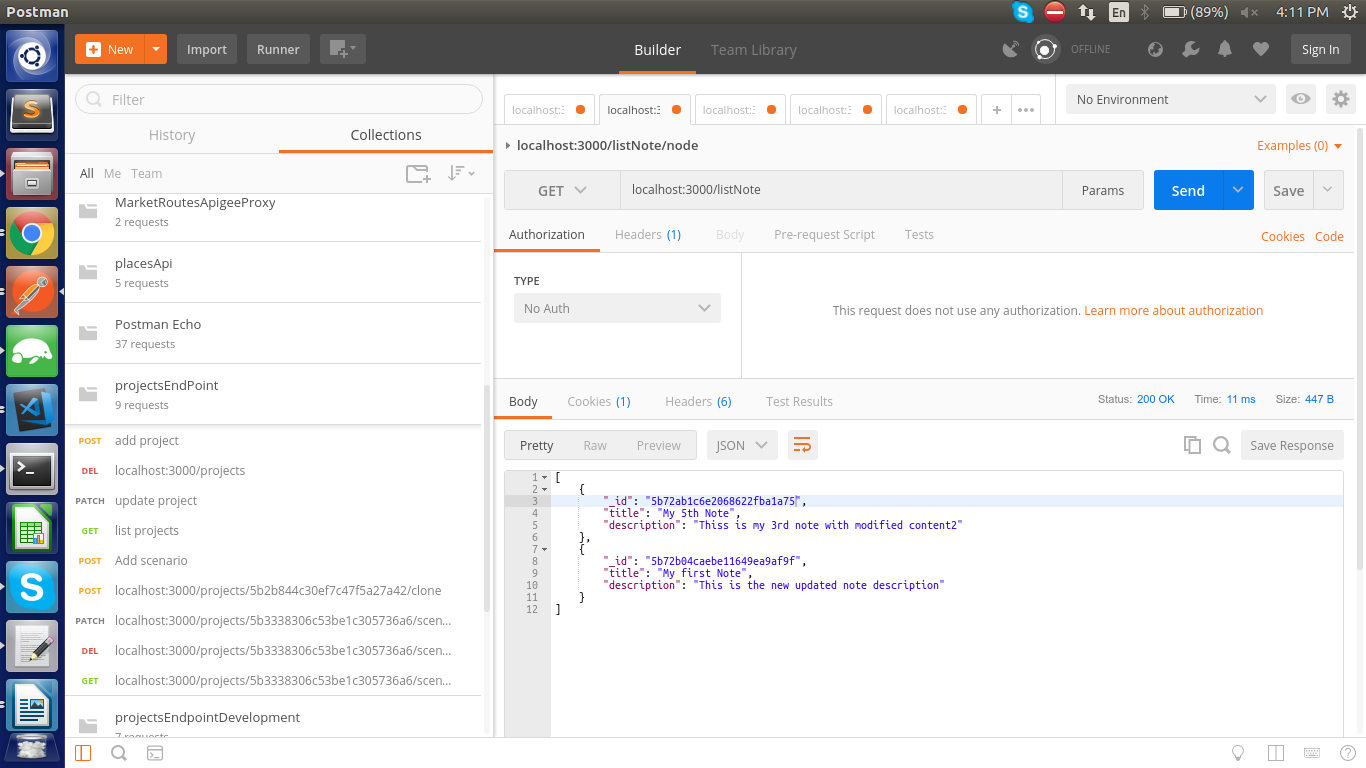 Postman
En
(89%)
4:11 PM
New
Import
Runner
Builder
Team Library
OFFLINE
Sign In
Filter
History
Collections
All Me Team
MarketRoutesApigeeProxy
2 requests
placesApi
5 requests
Postman Echo
37 requests
projectsEndPoint
9 requests
POST add project
DEL localhost:3000/projects
PATCH update project
GET list projects
POST Add scenario
POST localhost:3000/projects/5b2b844c30ef7c47f5a27a42/clone
PATCH localhost:3000/projects/5b3338306c53be1c305736a6/scen...
DEL localhost:3000/projects/5b3338306c53be1c305736a6/scen...
GET localhost:3000/projects/5b3338306c53be1c305736a6/scen...
projectsEndpointDevelopment
7 requests
localhost: localhost: localhost: localhost: localhost:
No Environment
localhost:3000/listNote/node
Examples (0)
GET localhost:3000/listNote Params Send Save
Authorization Headers (1) Body Pre-request Script Tests Cookies Code
TYPE
No Auth
This request does not use any authorization. Learn more about authorization
Body Cookies (1) Headers (6) Test Results Status: 200 OK Time: 11 ms Size: 447 B
Pretty Raw Preview JSON Save Response
1 [
2 {
3 "_id": "5b72ab1c6e2068622fba1a75",
4 "title": "My 5th Note",
5 "description": "Thiss is my 3rd note with modified content2"
6 },
7 {
8 "_id": "5b72b04caebe11649ea9af9f",
9 "title": "My first Note",
10 "description": "This is the new updated note description"
11 }
12 ]